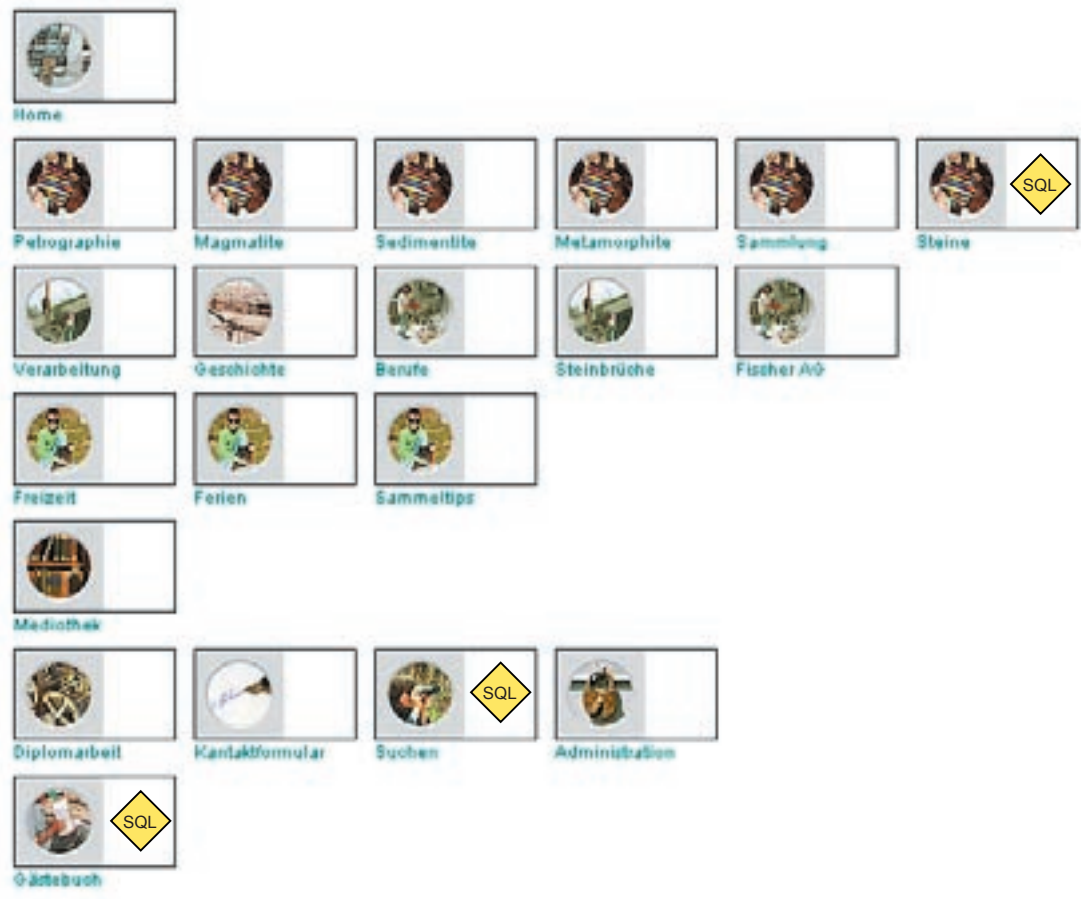 Home
Petrographie Magmatite Sedimentite Metamorphite Sammlung Steine
SQL
Verarbeitung Geschichte Berufe Steinbrüche Fischer AG
Freizeit Ferien Sammeltips
Mediothek
SQL
Diplomarbeit Kontaktformular Suchen Administration
SQL
Gästebuch